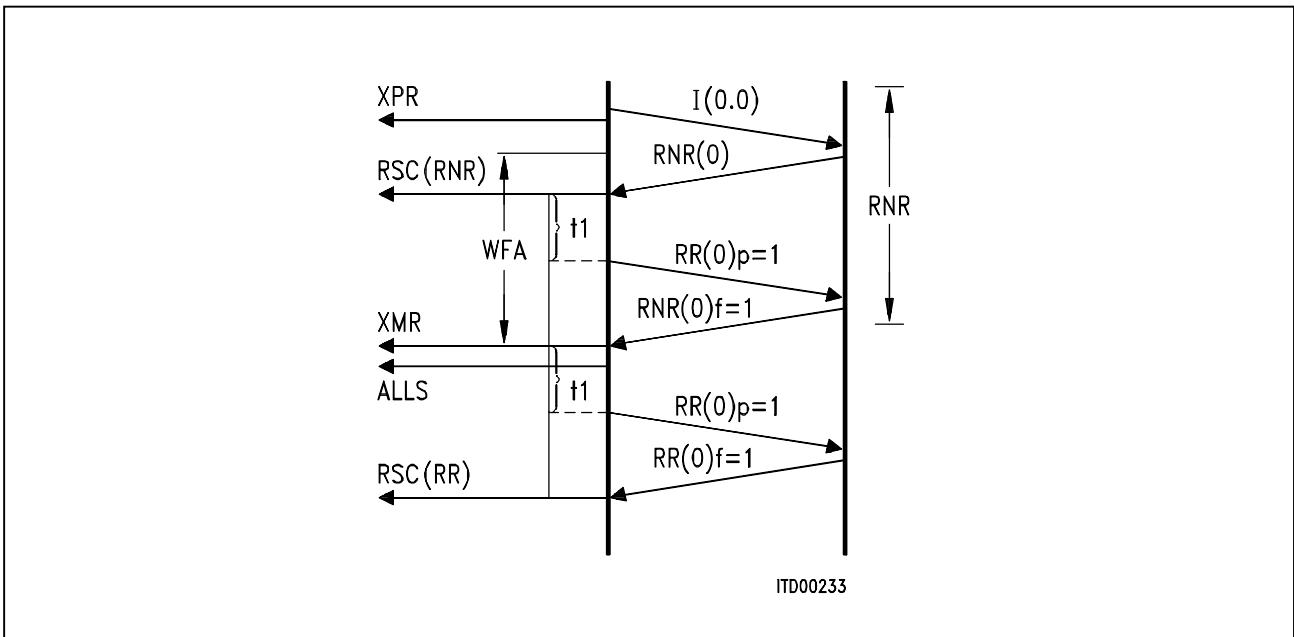 XPR
I(0.0)
RNR(0)
RSC(RNR)
RNR
t1
WFA
RR(0)p=1
RNR(0)f=1
XMR
ALLS
t1
RR(0)p=1
RR(0)f=1
RSC(RR)
ITD00233